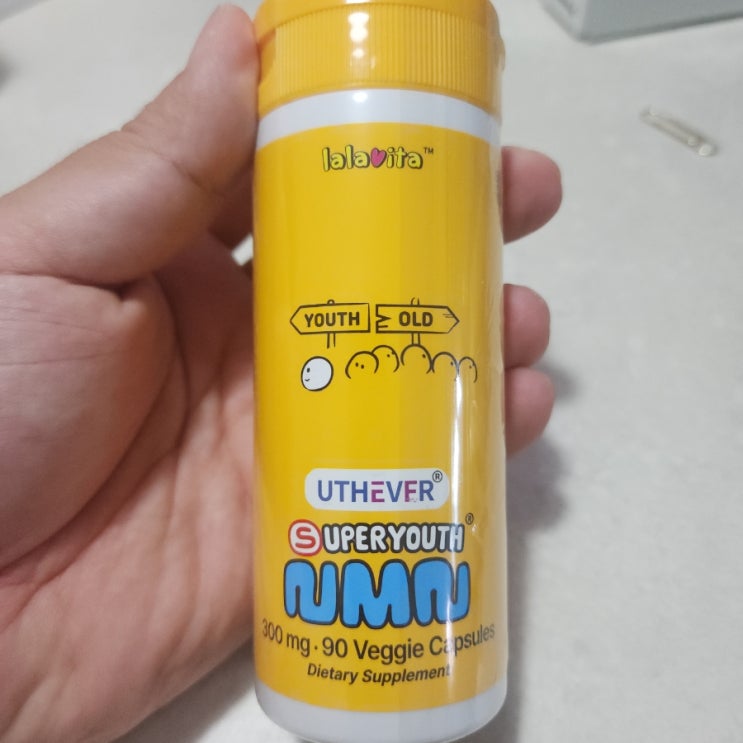 lalavita™
YOUTH OLD
UTHEVER®
SUPERYOUTH®
NMN
300 mg · 90 Veggie Capsules
Dietary Supplement